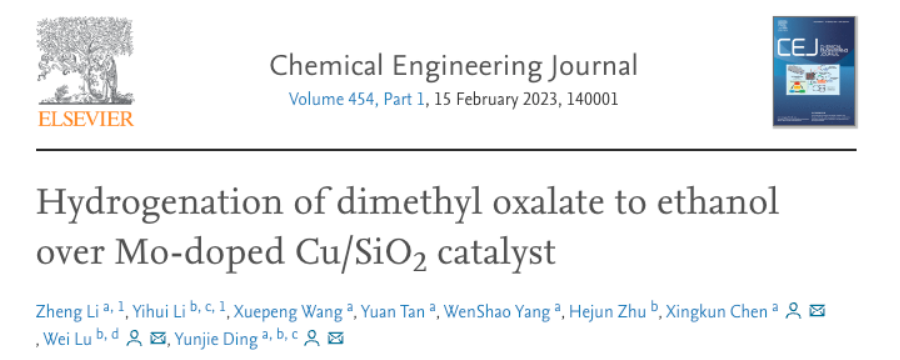 ELSEVIER
Chemical Engineering Journal
Volume 454, Part 1, 15 February 2023, 140001
CEJ
Hydrogenation of dimethyl oxalate to ethanol
over Mo-doped Cu/SiO₂ catalyst
Zheng Li ᵃ, ¹, Yihui Li ᵇ, ᶜ, ¹, Xuepeng Wang ᵃ, Yuan Tan ᵃ, WenShao Yang ᵃ, Hejun Zhu ᵇ, Xingkun Chen ᵃ
, Wei Lu ᵇ, ᵈ, Yunjie Ding ᵃ, ᵇ, ᶜ